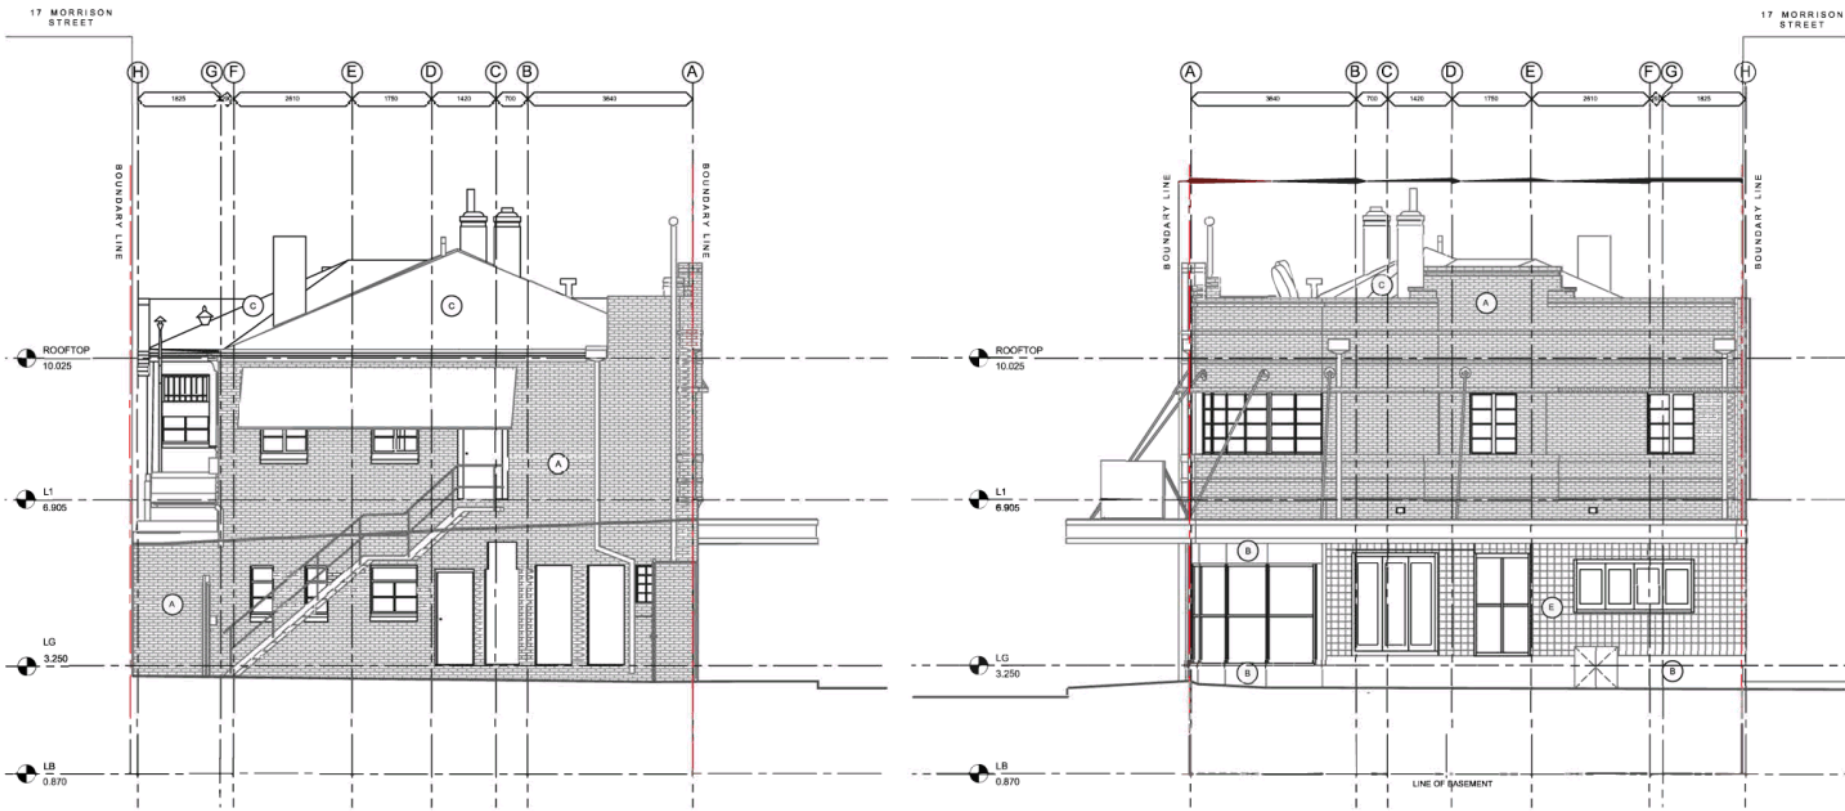 17 MORRISON
STREET
H G F E D C B A
1825 2610 1750 1420 700 3640
BOUNDARY LINE
BOUNDARY LINE
C
C
ROOFTOP
10.025
A
L1
6.905
A
LG
3.250
LB
0.870
17 MORRISON
STREET
A B C D E F G H
3640 700 1420 1750 2610 1825
BOUNDARY LINE
BOUNDARY LINE
C
A
ROOFTOP
10.025
L1
6.905
B
E
LG
3.250
B
B
LB
0.870
LINE OF BASEMENT